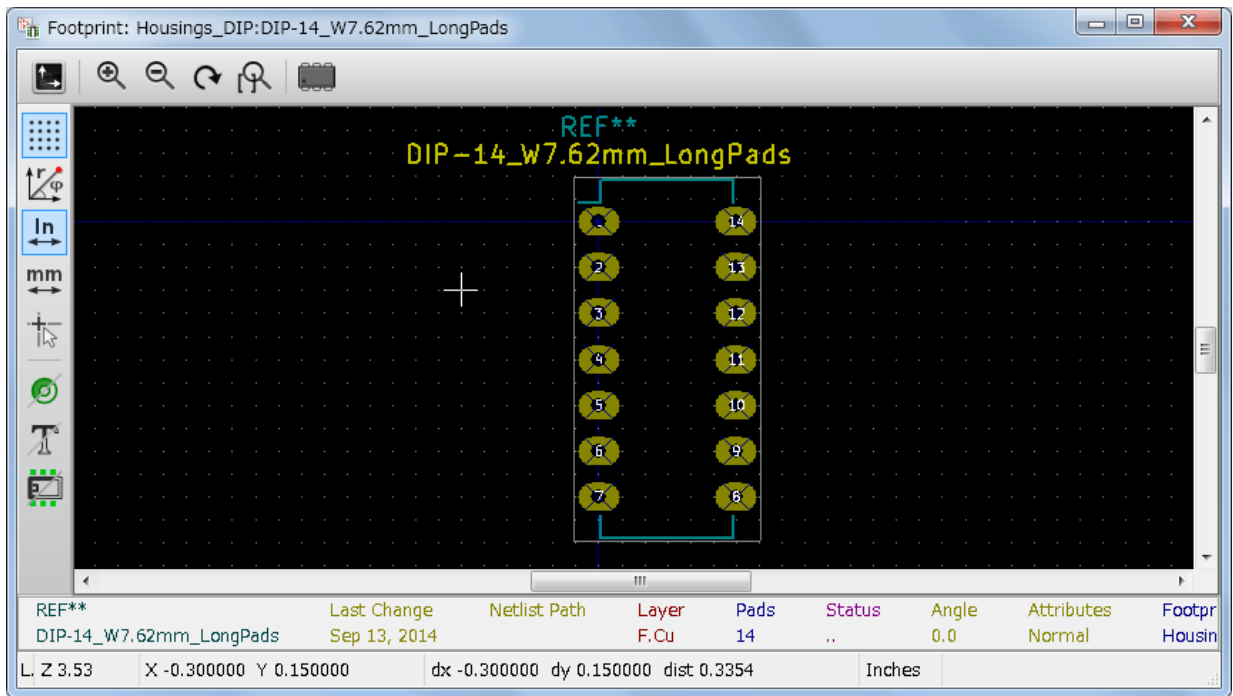 Footprint: Housings_DIP:DIP-14_W7.62mm_LongPads
REF**
DIP-14_W7.62mm_LongPads
In
mm
r
φ
1 14
2 13
3 12
4 11
5 10
6 9
7 8
REF** Last Change Netlist Path Layer Pads Status Angle Attributes Footpr
DIP-14_W7.62mm_LongPads Sep 13, 2014 F.Cu 14 .. 0.0 Normal Housin
L. Z 3.53 X -0.300000 Y 0.150000 dx -0.300000 dy 0.150000 dist 0.3354 Inches